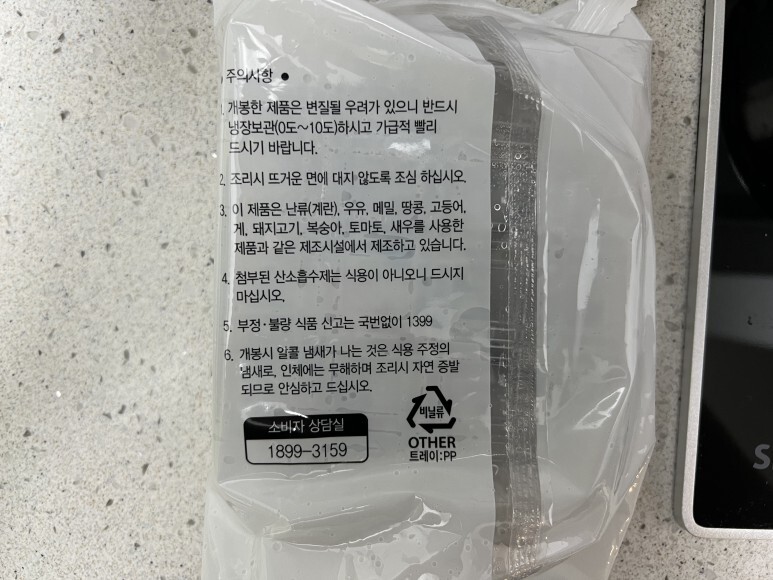 주의사항 ●
1. 개봉한 제품은 변질될 우려가 있으니 반드시
냉장보관(0도~10도)하시고 가급적 빨리
드시기 바랍니다.
2. 조리시 뜨거운 면에 대지 않도록 조심 하십시오.
3. 이 제품은 난류(계란), 우유, 메밀, 땅콩, 고등어,
게, 돼지고기, 복숭아, 토마토, 새우를 사용한
제품과 같은 제조시설에서 제조하고 있습니다.
4. 첨부된 산소흡수제는 식용이 아니오니 드시지
마십시오.
5. 부정·불량 식품 신고는 국번없이 1399
6. 개봉시 알콜 냄새가 나는 것은 식용 주정의
냄새로, 인체에는 무해하며 조리시 자연 증발
되므로 안심하고 드십시오.
소비자 상담실
1899-3159
비닐류
OTHER
트레이:PP
S